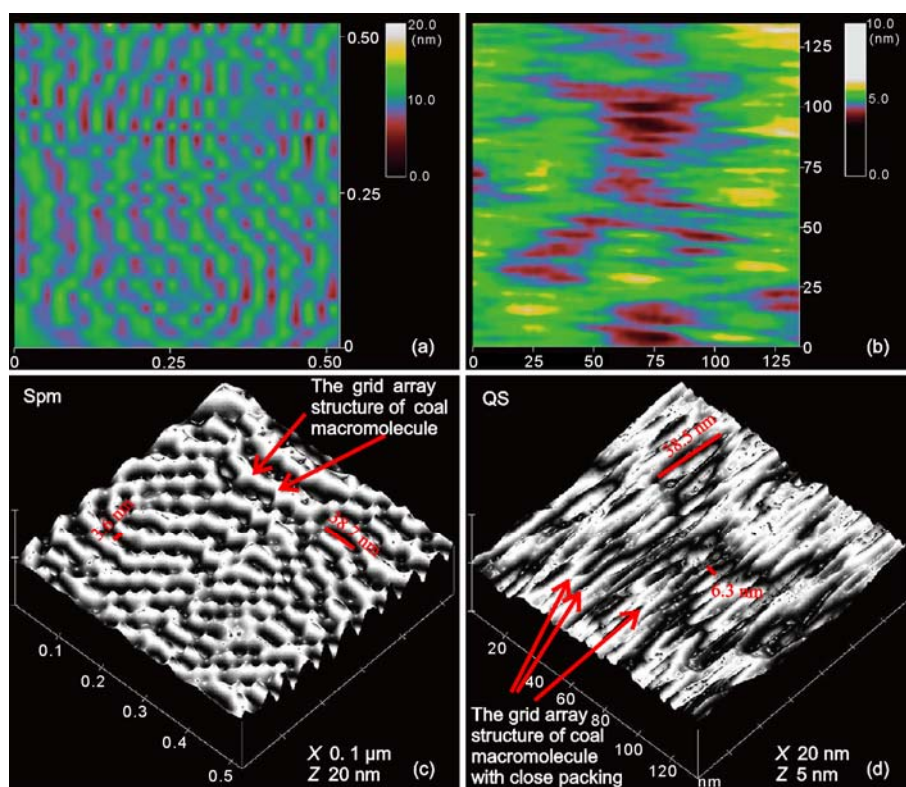 20.0
(nm)
10.0
0.0
0.50
0.25
0
0
0.25
0.50
(a)
10.0
(nm)
5.0
0.0
125
100
75
50
25
0
0
25
50
75
100
125
(b)
Spm
The grid array
structure of coal
macromolecule
38.7 nm
0.1
0.2
0.3
0.4
0.5
X 0.1 µm
Z 20 nm
(c)
QS
38.5 nm
6.3 nm
20
40
60
80
100
120
nm
The grid array
structure of coal
macromolecule
with close packing
X 20 nm
Z 5 nm
(d)